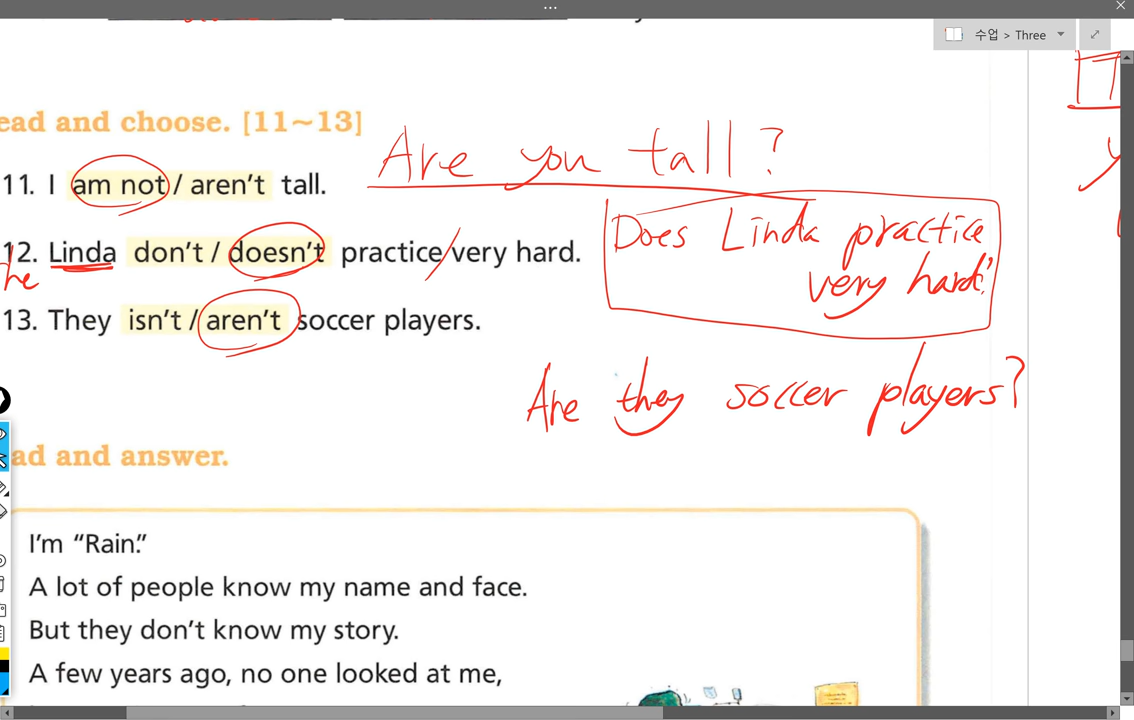 수업 > Three
ead and choose. [11~13]
Are you tall?
11. I am not / aren't tall.
12. Linda don't / doesn't practice / very hard.
he
Does Linda practice
very hard?
13. They isn't / aren't soccer players.
Are they soccer players?
ad and answer.
I'm “Rain.”
A lot of people know my name and face.
But they don't know my story.
A few years ago, no one looked at me,